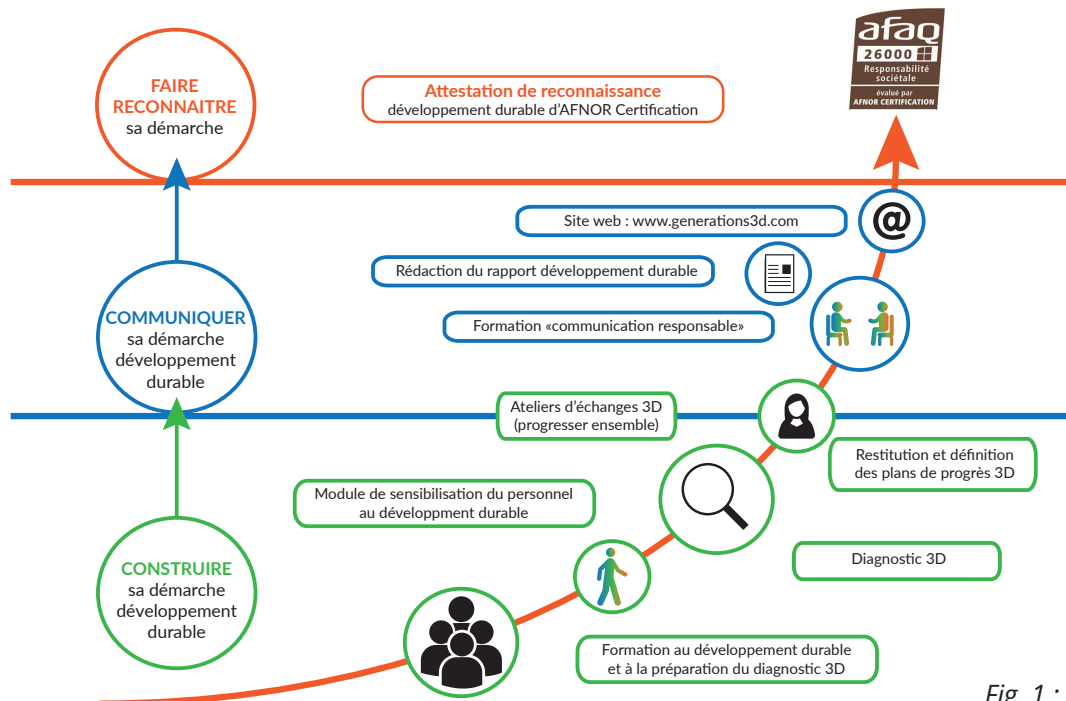 FAIRE
RECONNAITRE
sa démarche
Attestation de reconnaissance
développement durable d'AFNOR Certification
afaq
26000
Responsabilité
sociétale
évalué par
AFNOR CERTIFICATION
Site web : www.generations3d.com
@
Rédaction du rapport développement durable
Formation «communication responsable»
COMMUNIQUER
sa démarche
développement
durable
Ateliers d'échanges 3D
(progresser ensemble)
Restitution et définition
des plans de progrès 3D
Module de sensibilisation du personnel
au développment durable
Diagnostic 3D
CONSTRUIRE
sa démarche
développement
durable
Formation au développement durable
et à la préparation du diagnostic 3D
Fig. 1 :